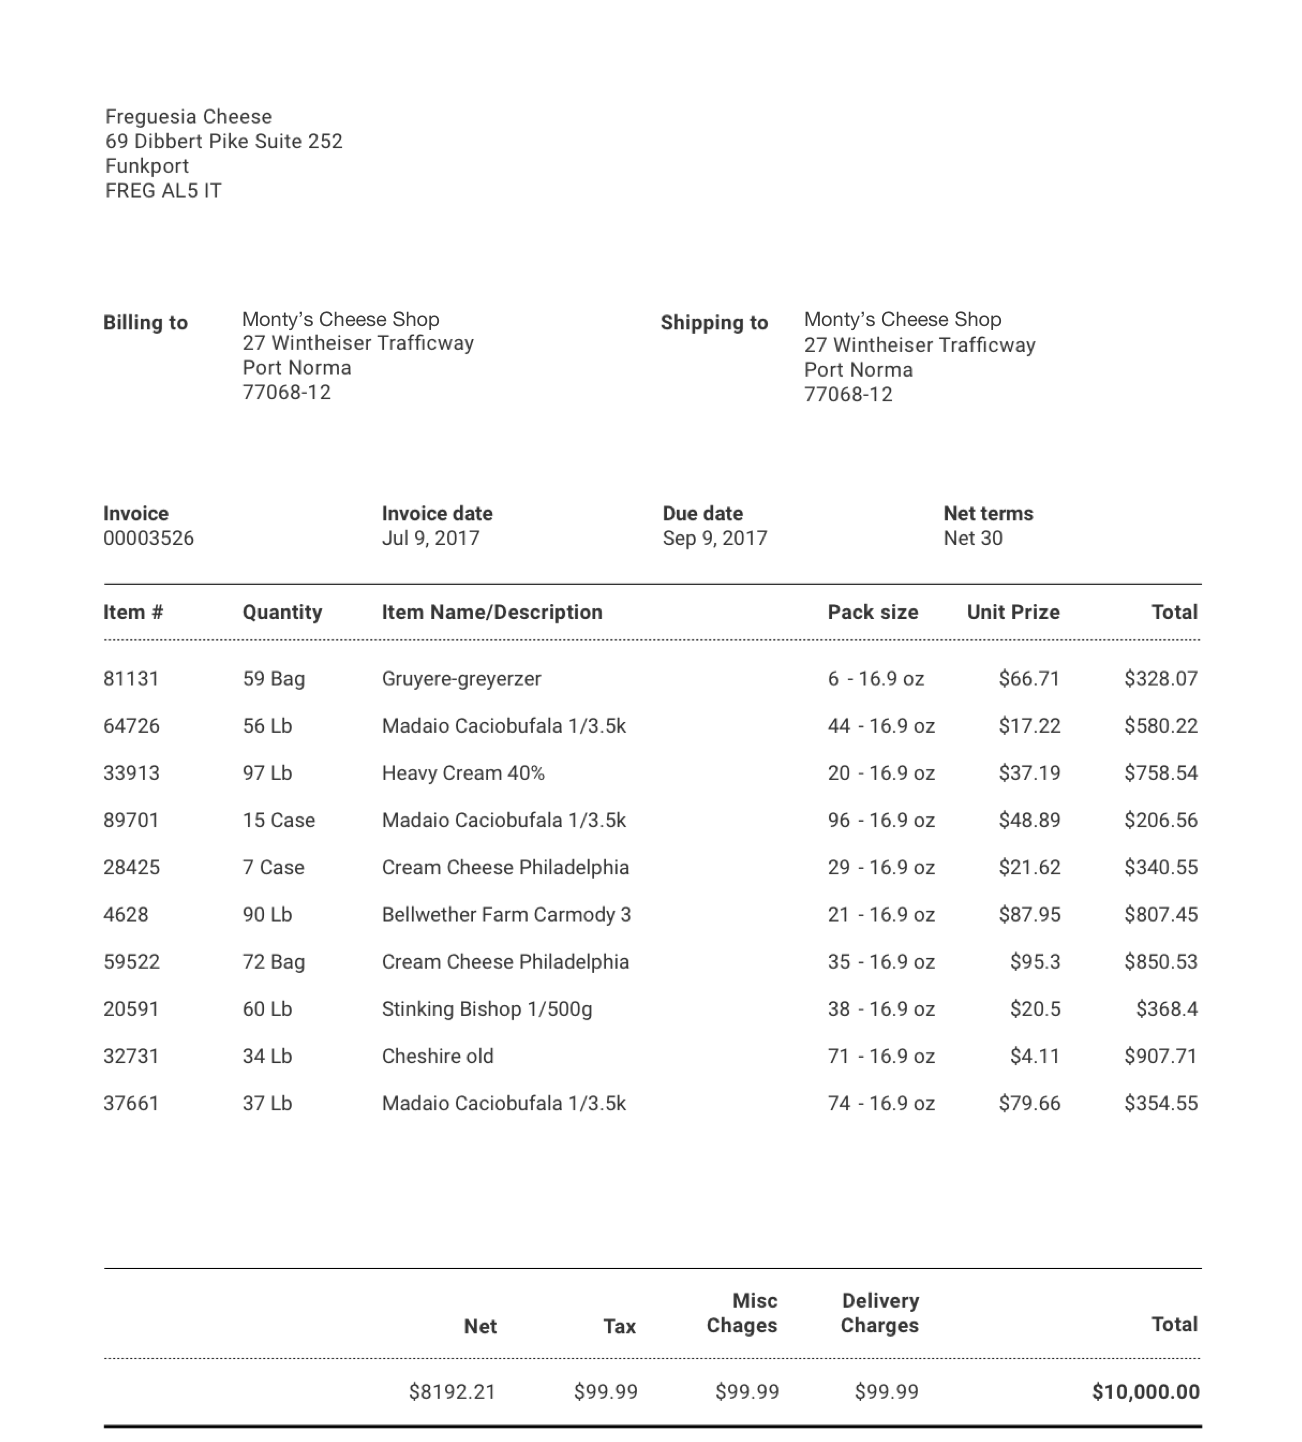 Freguesia Cheese
69 Dibbert Pike Suite 252
Funkport
FREG AL5 IT
Billing to
Monty’s Cheese Shop
27 Wintheiser Trafficway
Port Norma
77068-12
Shipping to
Monty’s Cheese Shop
27 Wintheiser Trafficway
Port Norma
77068-12
Invoice Invoice date Due date Net terms
00003526 Jul 9, 2017 Sep 9, 2017 Net 30
Item # Quantity Item Name/Description Pack size Unit Prize Total
81131 59 Bag Gruyere-greyerzer 6 - 16.9 oz $66.71 $328.07
64726 56 Lb Madaio Caciobufala 1/3.5k 44 - 16.9 oz $17.22 $580.22
33913 97 Lb Heavy Cream 40% 20 - 16.9 oz $37.19 $758.54
89701 15 Case Madaio Caciobufala 1/3.5k 96 - 16.9 oz $48.89 $206.56
28425 7 Case Cream Cheese Philadelphia 29 - 16.9 oz $21.62 $340.55
4628 90 Lb Bellwether Farm Carmody 3 21 - 16.9 oz $87.95 $807.45
59522 72 Bag Cream Cheese Philadelphia 35 - 16.9 oz $95.3 $850.53
20591 60 Lb Stinking Bishop 1/500g 38 - 16.9 oz $20.5 $368.4
32731 34 Lb Cheshire old 71 - 16.9 oz $4.11 $907.71
37661 37 Lb Madaio Caciobufala 1/3.5k 74 - 16.9 oz $79.66 $354.55
Net Tax Misc Chages Delivery Charges Total
$8192.21 $99.99 $99.99 $99.99 $10,000.00